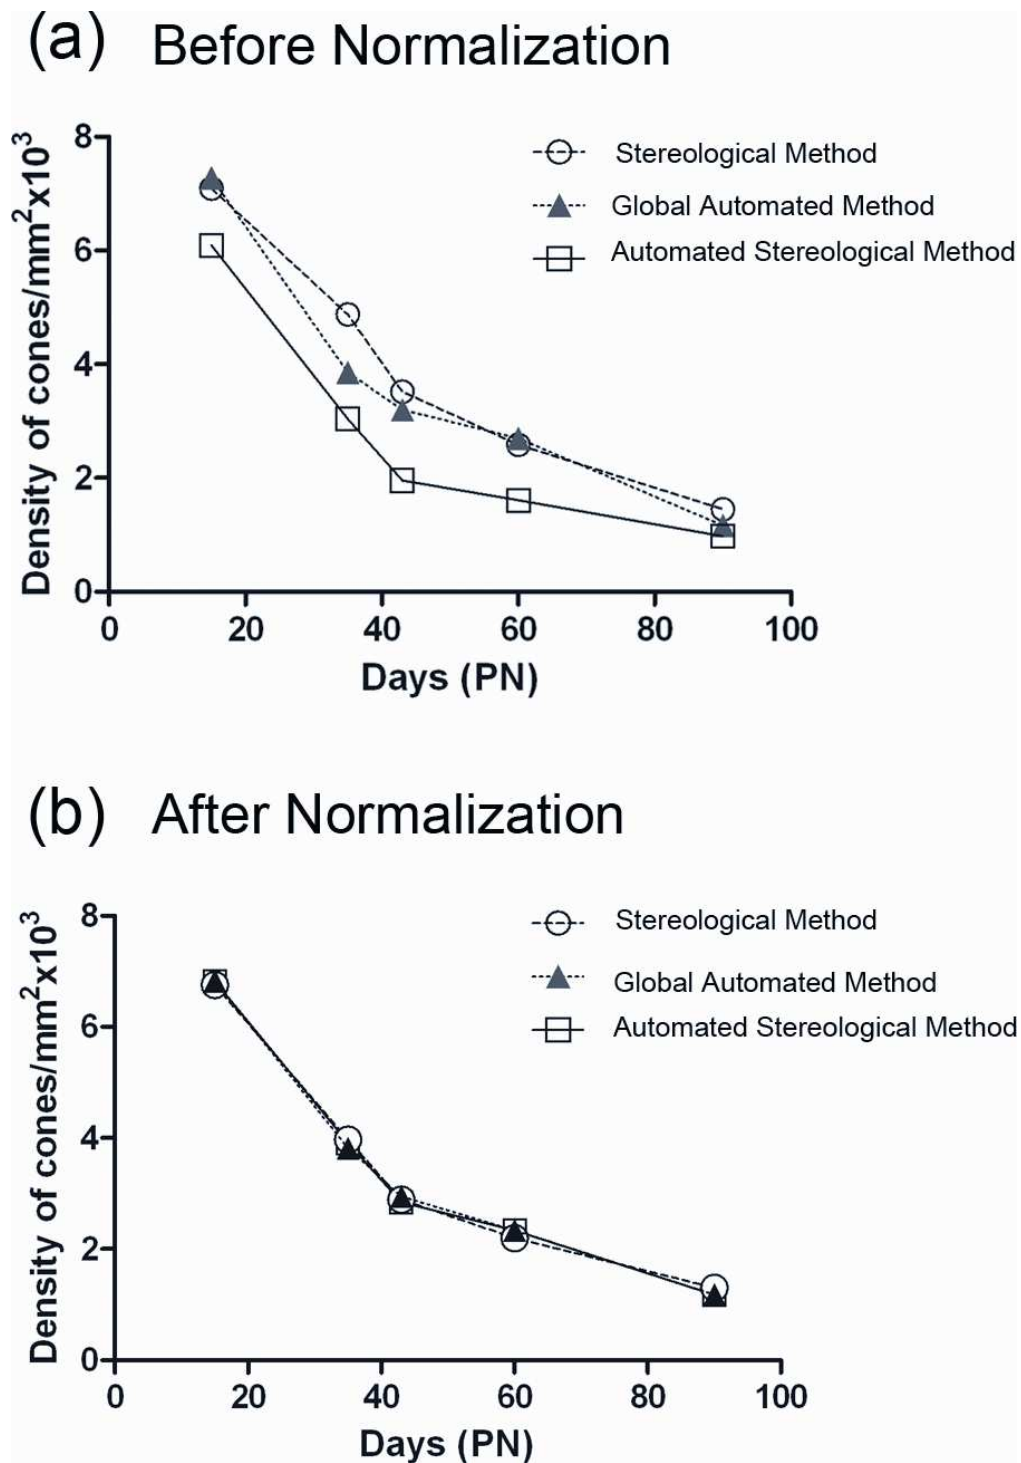 (a) Before Normalization
Density of cones/mm²x10³
8
6
4
2
0
0 20 40 60 80 100
Days (PN)
Stereological Method
Global Automated Method
Automated Stereological Method
(b) After Normalization
Density of cones/mm²x10³
8
6
4
2
0
0 20 40 60 80 100
Days (PN)
Stereological Method
Global Automated Method
Automated Stereological Method